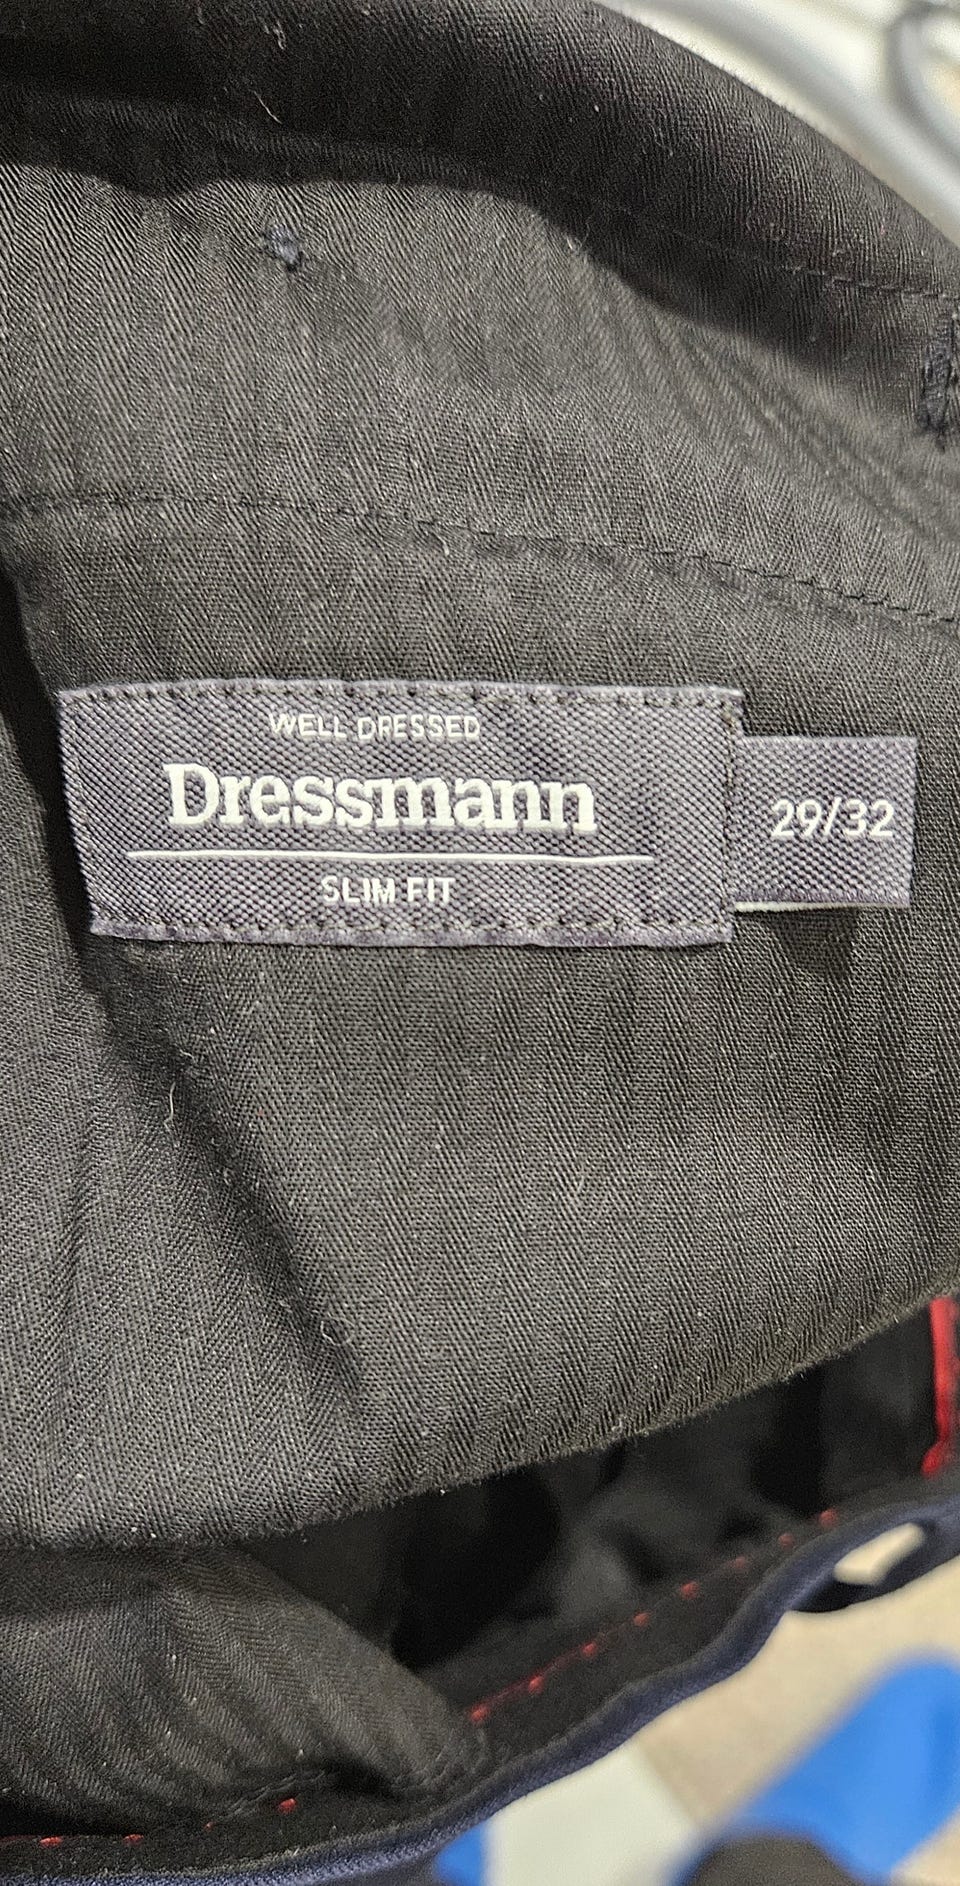 WELL DRESSED
Dressmann
SLIM FIT
29/32